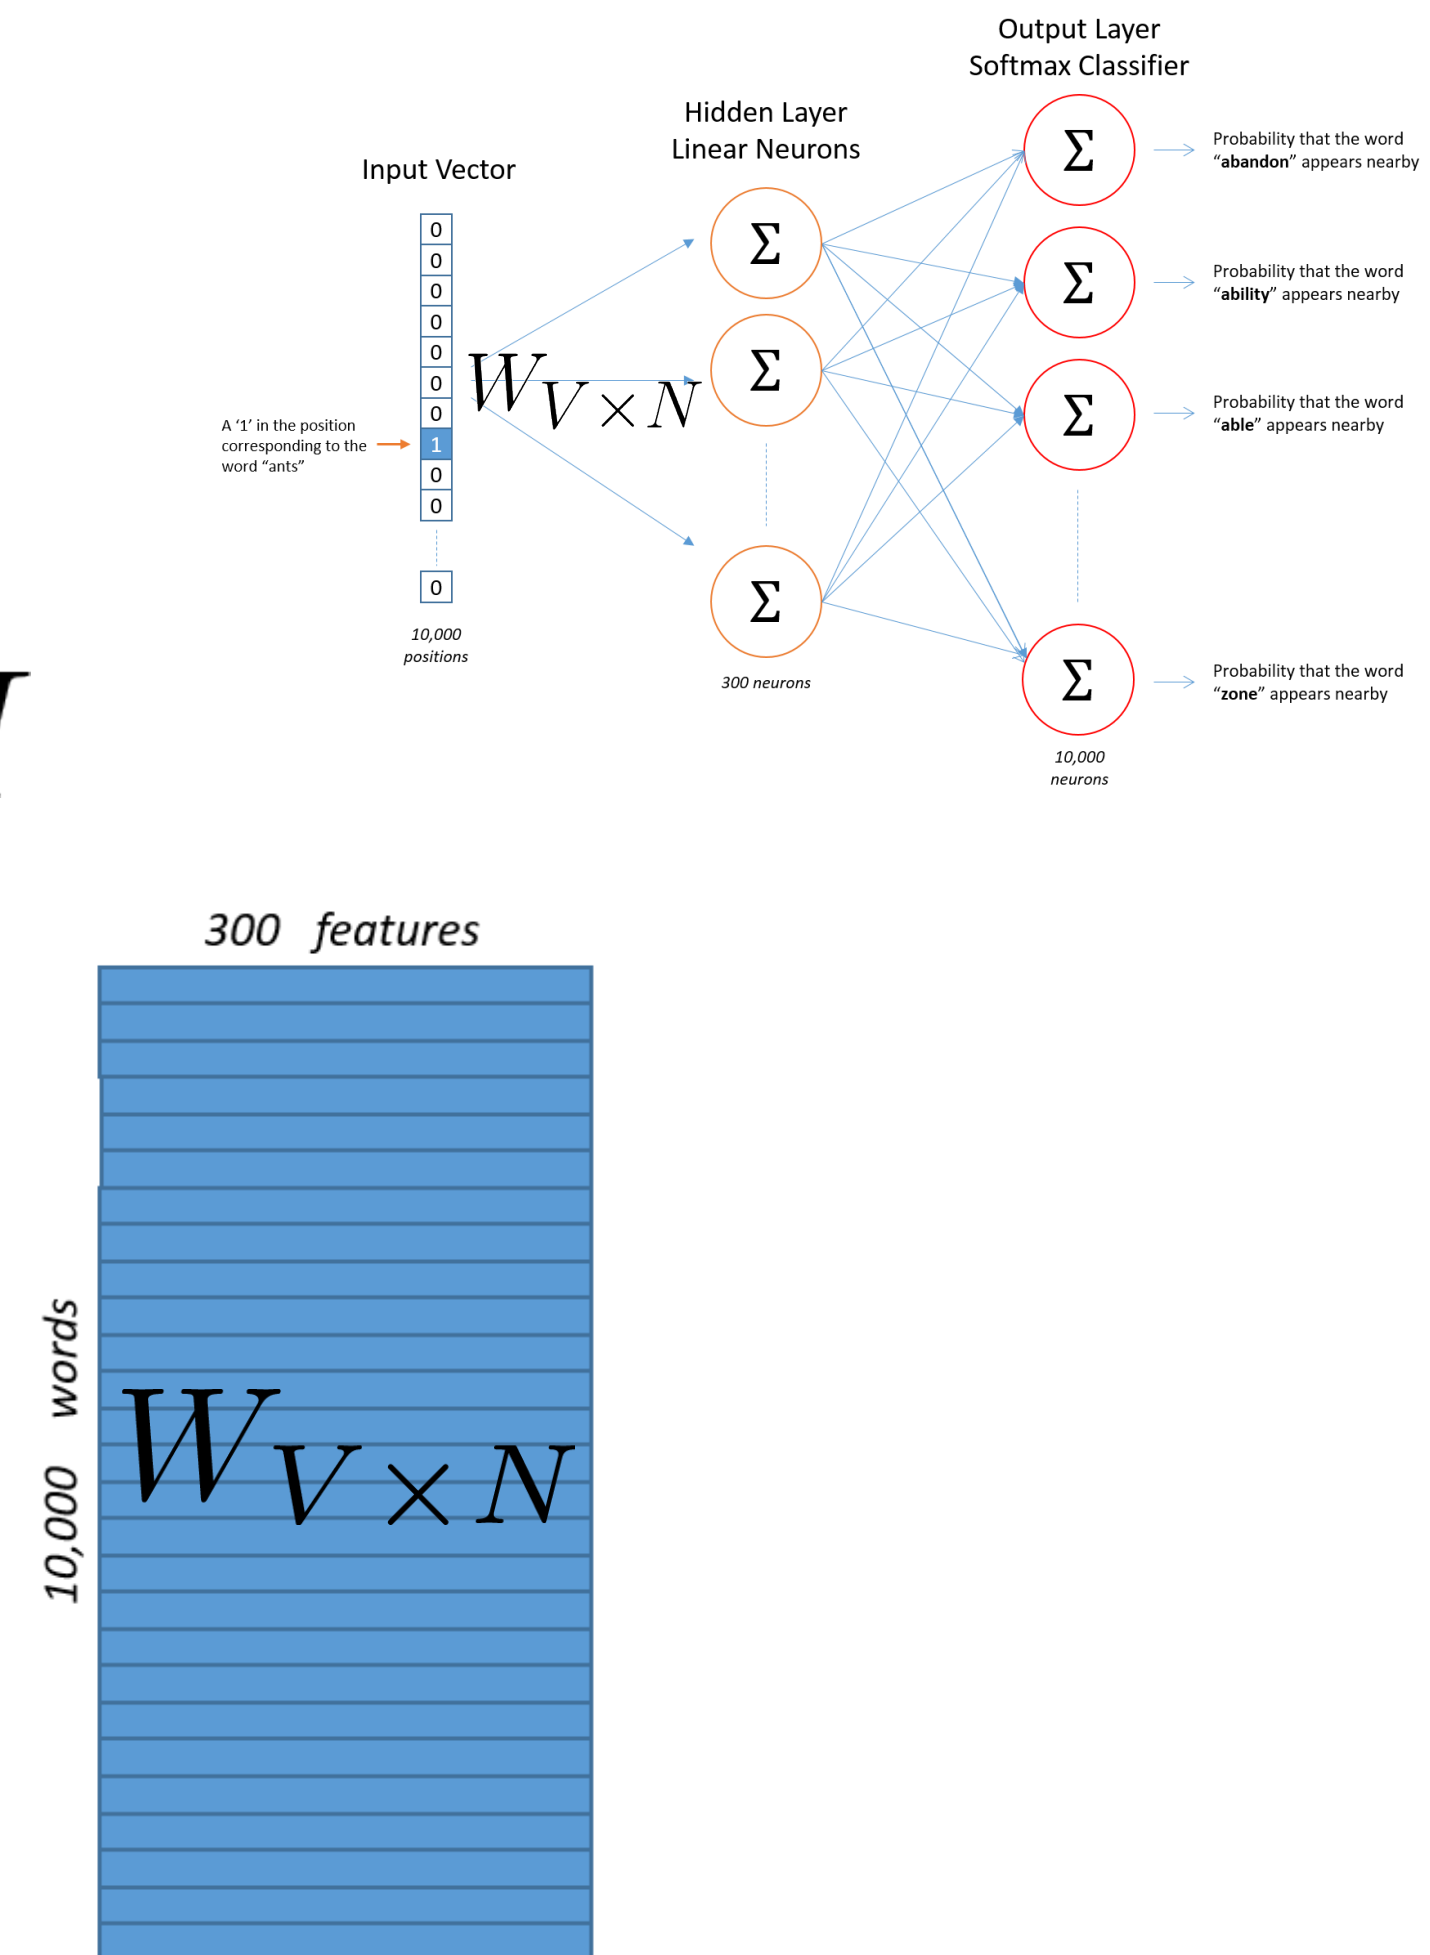 Output Layer
Softmax Classifier
Hidden Layer
Linear Neurons
Input Vector
0
0
0
0
0
0
0
1
0
0
0
A ‘1’ in the position
corresponding to the
word “ants”
10,000
positions
W V × N
Σ
Σ
Σ
300 neurons
Σ
Σ
Σ
Σ
10,000
neurons
Probability that the word
“abandon” appears nearby
Probability that the word
“ability” appears nearby
Probability that the word
“able” appears nearby
Probability that the word
“zone” appears nearby
300 features
10,000 words
W V × N